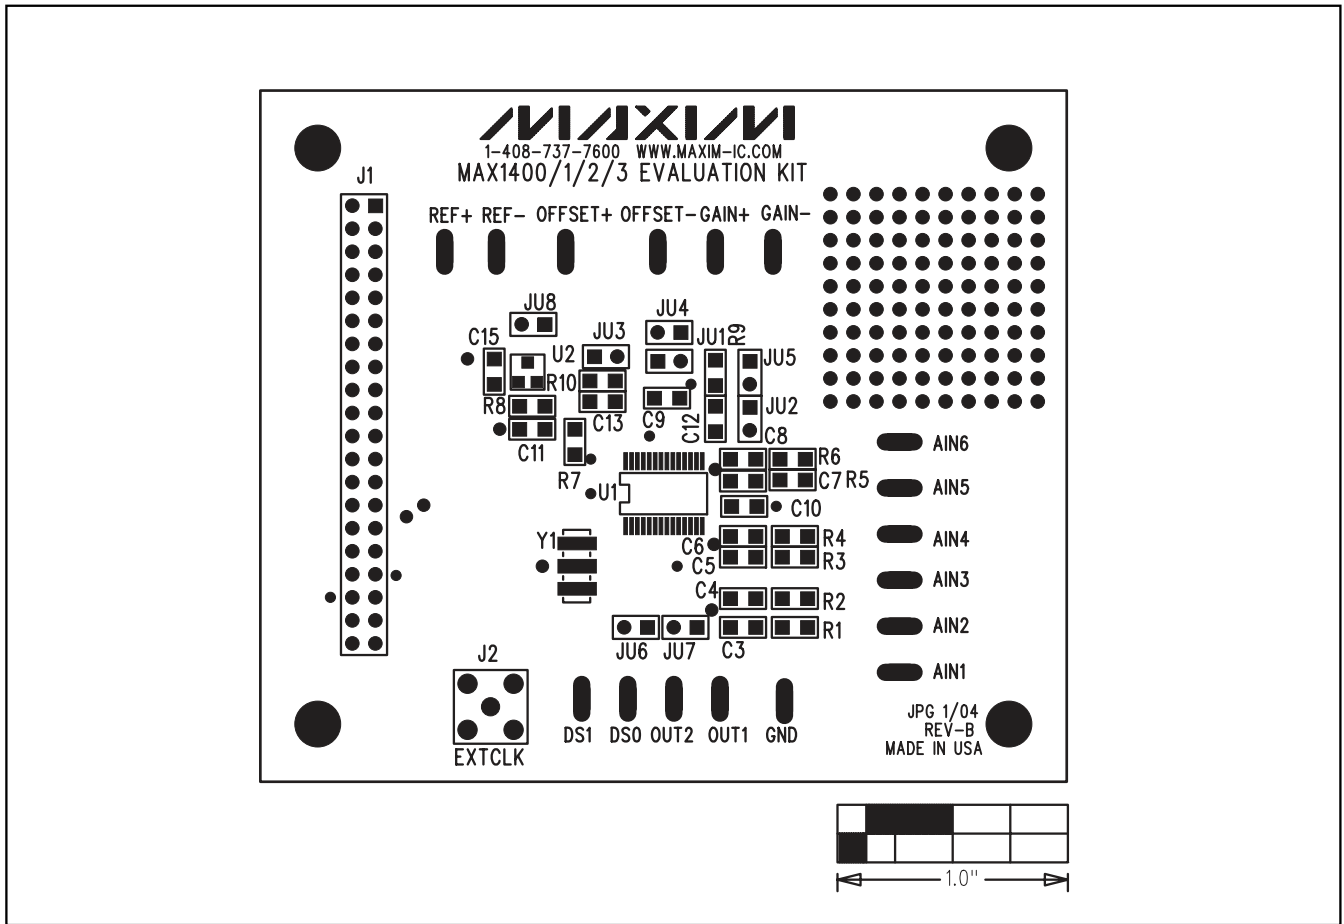 MAXIM
1-408-737-7600 WWW.MAXIM-IC.COM
MAX1400/1/2/3 EVALUATION KIT
J1
REF+ REF- OFFSET+ OFFSET- GAIN+ GAIN-
JU8
JU4
C15
JU3
JU1
R9
U2
JU5
R10
R8
C13
C9
C12
JU2
C11
C8
R7
U1
R6
C7 R5
C10
AIN6
AIN5
Y1
C6
R4
AIN4
C5
R3
AIN3
C4
R2
R1
AIN2
JU6 JU7 C3
J2
AIN1
DS1 DS0 OUT2 OUT1 GND
EXTCLK
JPG 1/04
REV-B
MADE IN USA
1.0"